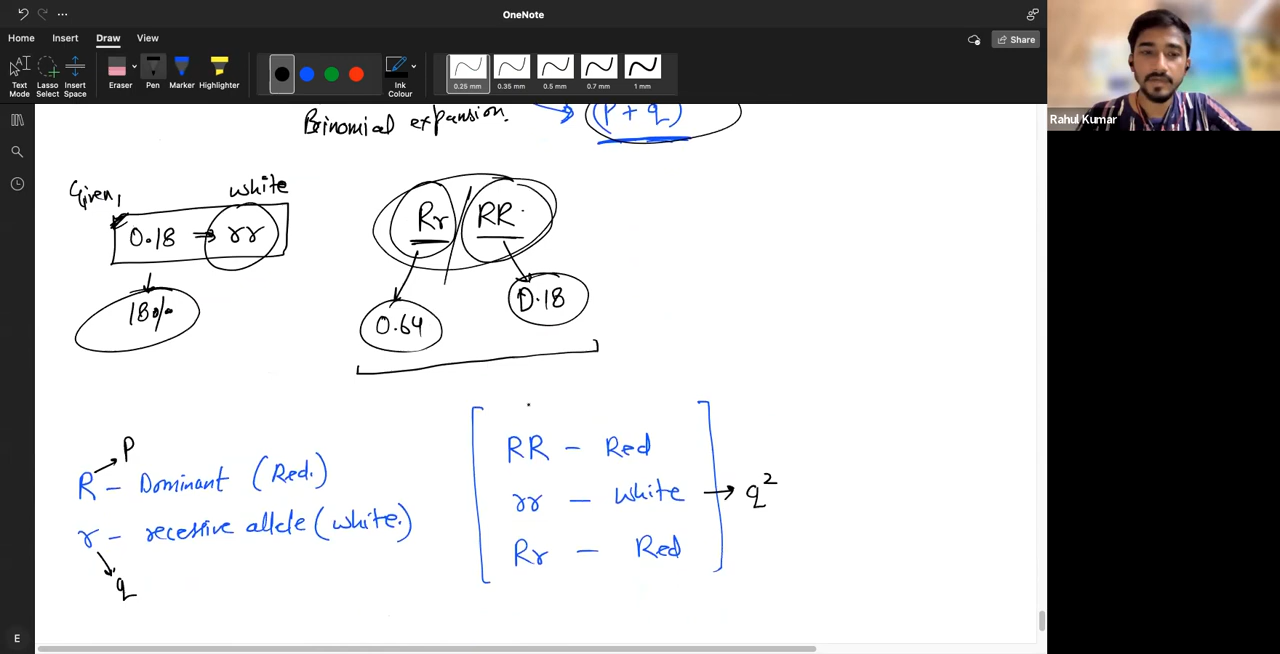 OneNote
Home Insert Draw View
Share
Text Mode
Lasso Select
Insert Space
Eraser
Pen
Marker
Highlighter
Ink Colour
0.25 mm 0.35 mm 0.5 mm 0.7 mm 1 mm
Rahul Kumar
Binomial expansion. (P + q)
Given, white
0.18 → rr Rr / RR
18% 0.64 0.18
P
R – Dominant (Red.)
r – recessive allele (white.)
q
RR – Red
rr – white → q²
Rr – Red
E